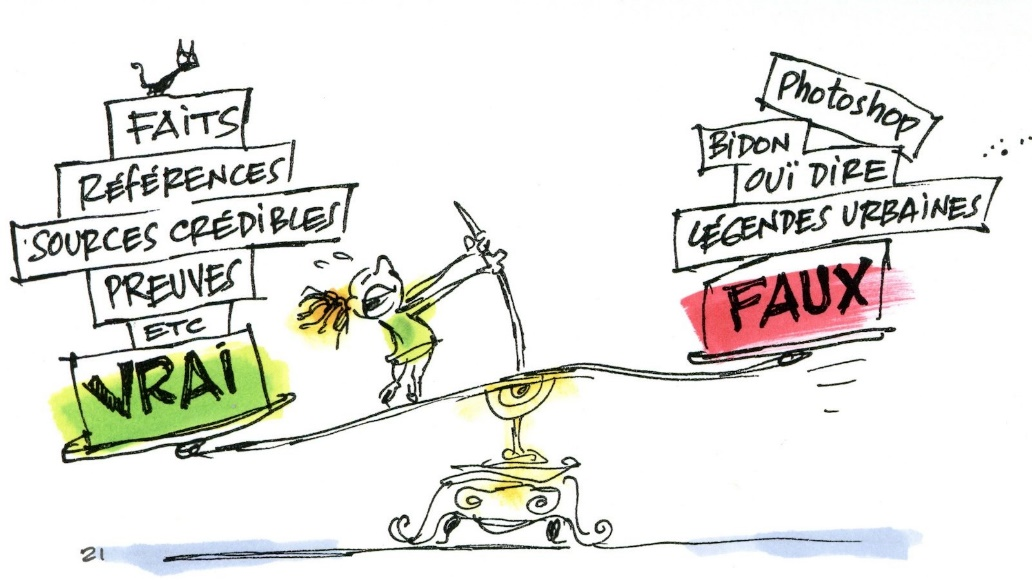 FAITS
RÉFÉRENCES
SOURCES CRÉDIBLES
PREUVES
ETC
VRAI
Photoshop
BIDON
OUÏ DIRE
LÉGENDES URBAINES
FAUX
21